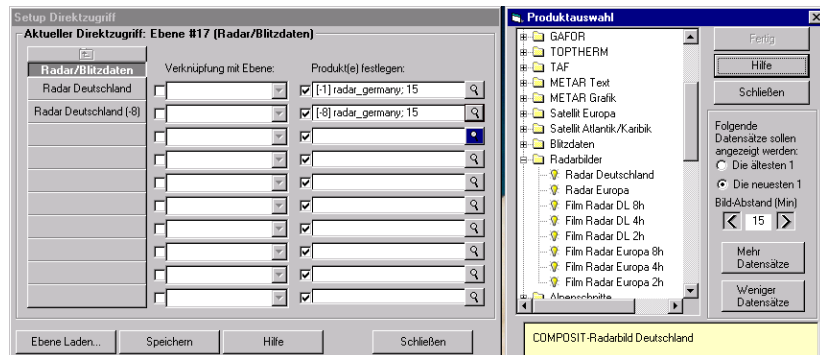 Setup Direktzugriff
Aktueller Direktzugriff: Ebene #17 (Radar/Blitzdaten)
Radar/Blitzdaten
Verknüpfung mit Ebene:
Produkt(e) festlegen:
Radar Deutschland
[-1] radar_germany; 15
Radar Deutschland (-8)
[-8] radar_germany; 15
Ebene Laden...
Speichern
Hilfe
Schließen
Produktauswahl
GAFOR
TOPTHERM
TAF
METAR Text
METAR Grafik
Satellit Europa
Satellit Atlantik/Karibik
Blitzdaten
Radarbilder
Radar Deutschland
Radar Europa
Film Radar DL 8h
Film Radar DL 4h
Film Radar DL 2h
Film Radar Europa 8h
Film Radar Europa 4h
Film Radar Europa 2h
Alpenschnitte
Fertig
Hilfe
Schließen
Folgende
Datensätze sollen
angezeigt werden:
Die ältesten 1
Die neuesten 1
Bild-Abstand (Min)
15
Mehr
Datensätze
Weniger
Datensätze
COMPOSIT-Radarbild Deutschland